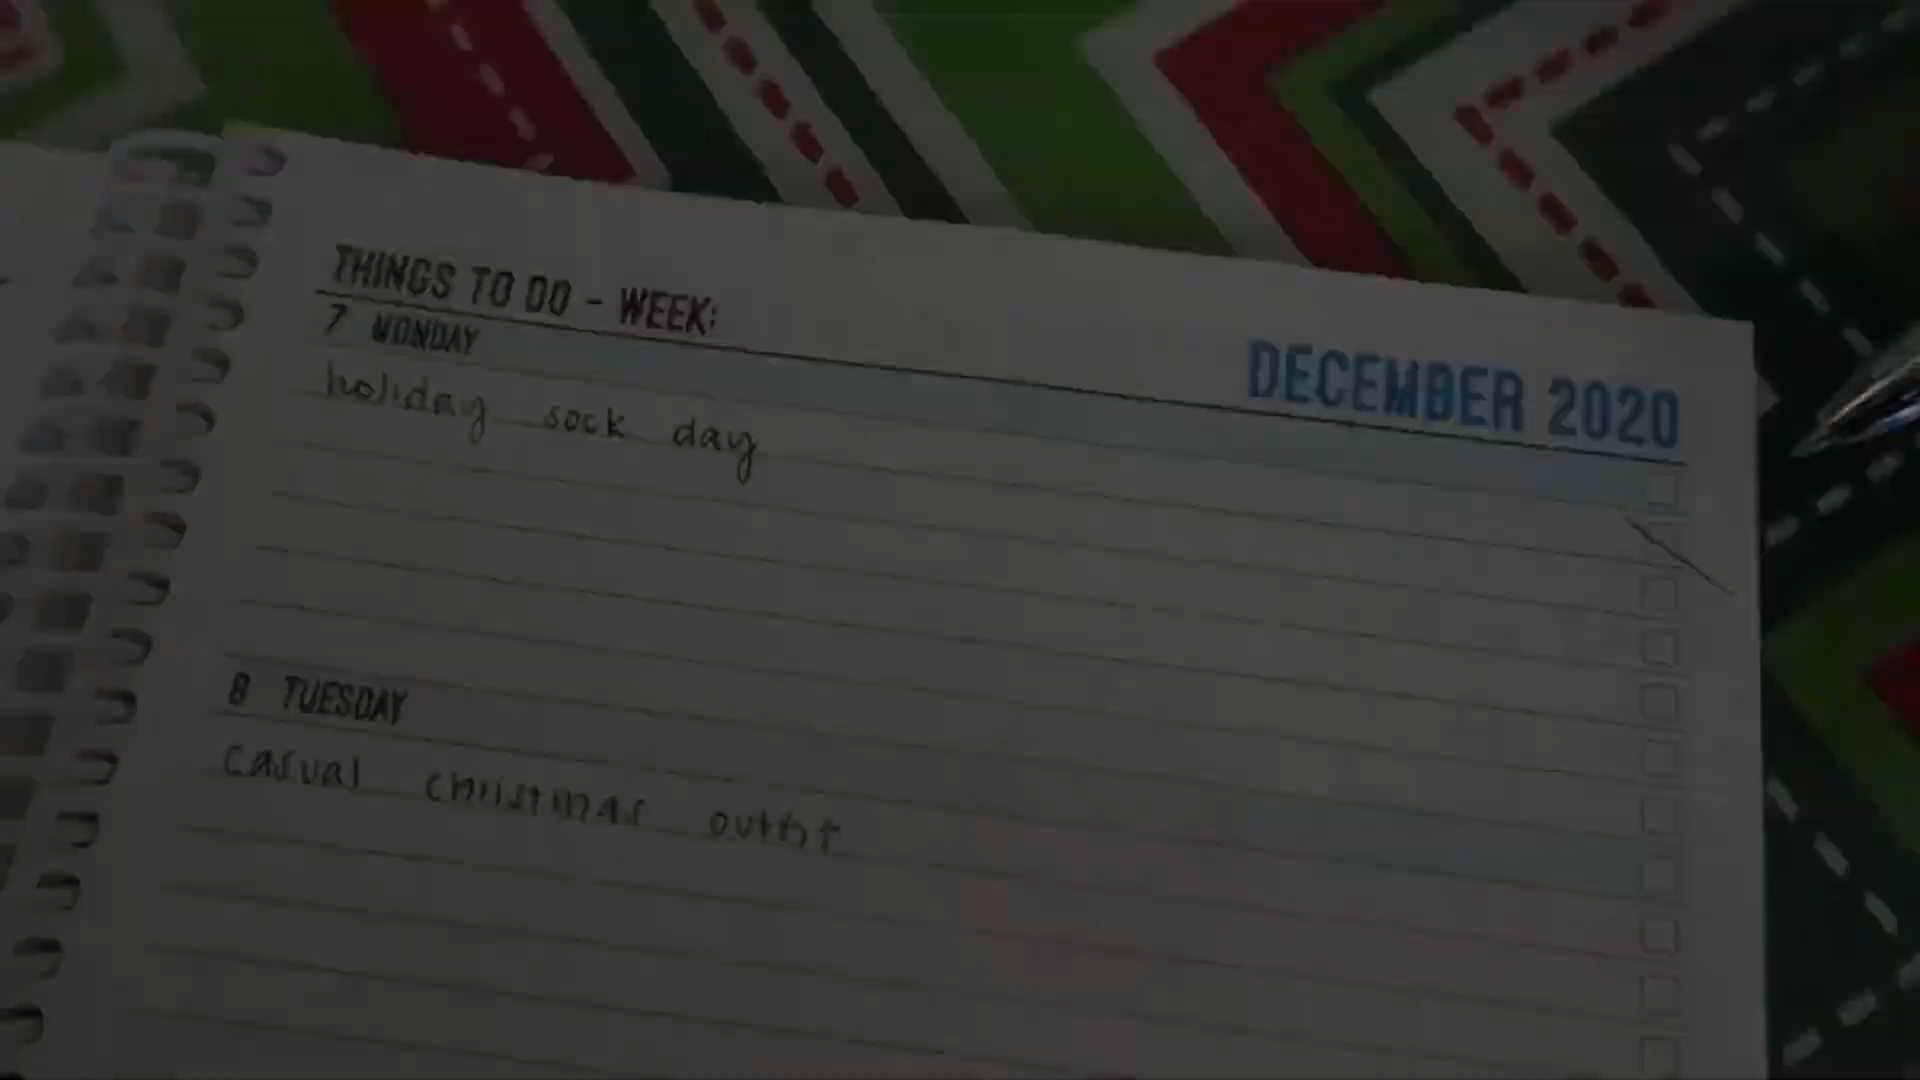 THINGS TO DO - WEEK:
DECEMBER 2020
7 MONDAY
holiday sock day
8 TUESDAY
casual christmas outfit